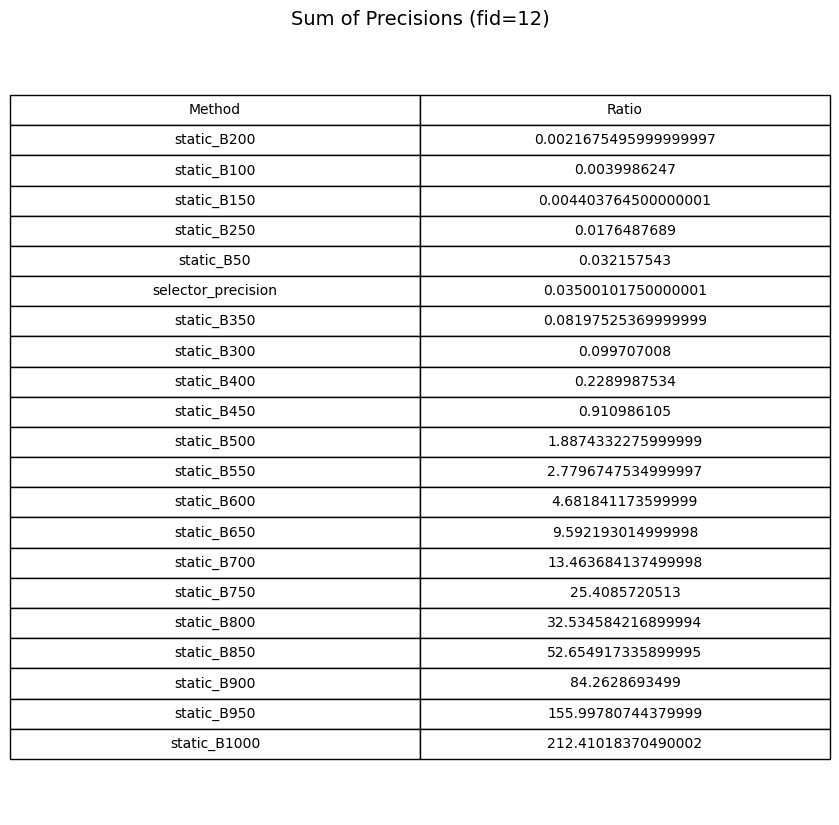 Sum of Precisions (fid=12)
Method Ratio
static_B200 0.0021675495999999997
static_B100 0.0039986247
static_B150 0.004403764500000001
static_B250 0.0176487689
static_B50 0.032157543
selector_precision 0.03500101750000001
static_B350 0.08197525369999999
static_B300 0.099707008
static_B400 0.2289987534
static_B450 0.910986105
static_B500 1.8874332275999999
static_B550 2.7796747534999997
static_B600 4.681841173599999
static_B650 9.592193014999998
static_B700 13.463684137499998
static_B750 25.4085720513
static_B800 32.534584216899994
static_B850 52.654917335899995
static_B900 84.2628693499
static_B950 155.99780744379999
static_B1000 212.41018370490002